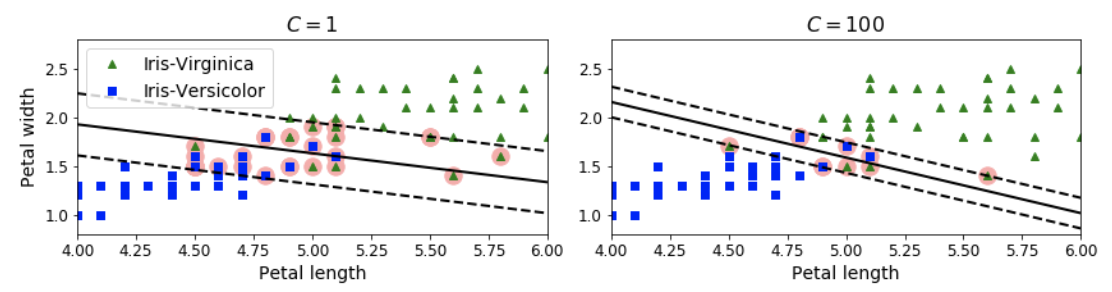 C = 1
Iris-Virginica
Iris-Versicolor
Petal width
2.5
2.0
1.5
1.0
4.00 4.25 4.50 4.75 5.00 5.25 5.50 5.75 6.00
Petal length
C = 100
2.5
2.0
1.5
1.0
4.00 4.25 4.50 4.75 5.00 5.25 5.50 5.75 6.00
Petal length